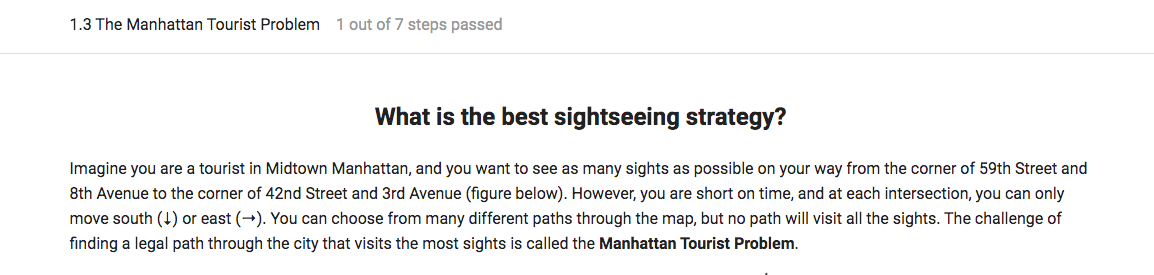 1.3 The Manhattan Tourist Problem 1 out of 7 steps passed
What is the best sightseeing strategy?
Imagine you are a tourist in Midtown Manhattan, and you want to see as many sights as possible on your way from the corner of 59th Street and
8th Avenue to the corner of 42nd Street and 3rd Avenue (figure below). However, you are short on time, and at each intersection, you can only
move south (↓) or east (→). You can choose from many different paths through the map, but no path will visit all the sights. The challenge of
finding a legal path through the city that visits the most sights is called the Manhattan Tourist Problem.